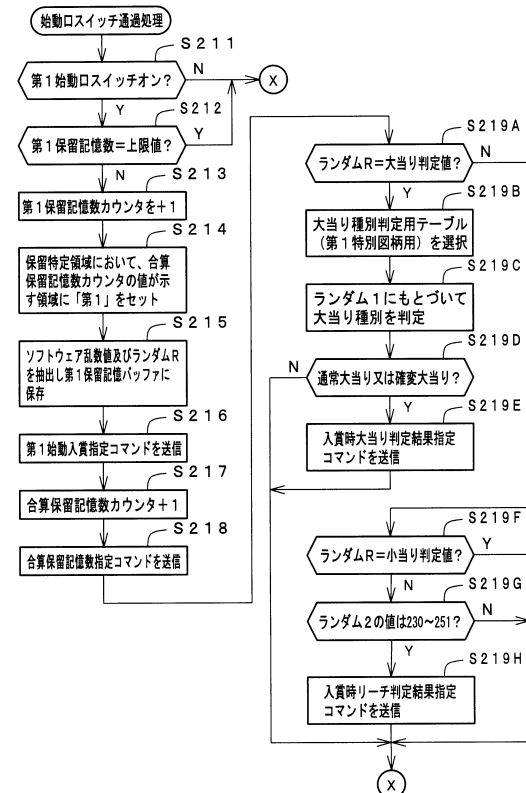 始動口スイッチ通過処理
S211
第1始動口スイッチオン?
N
X
Y
S212
第1保留記憶数=上限値?
Y
N
S213
第1保留記憶数カウンタを+1
S214
保留特定領域において、合算
保留記憶数カウンタの値が示
す領域に「第1」をセット
S215
ソフトウェア乱数値及びランダムR
を抽出し第1保留記憶バッファに
保存
S216
第1始動入賞指定コマンドを送信
S217
合算保留記憶数カウンタ+1
S218
合算保留記憶数指定コマンドを送信
S219A
ランダムR=大当り判定値?
N
Y
S219B
大当り種別判定用テーブル
(第1特別図柄用)を選択
S219C
ランダム1にもとづいて
大当り種別を判定
S219D
N
通常大当り又は確変大当り?
Y
S219E
入賞時大当り判定結果指定
コマンドを送信
S219F
ランダムR=小当り判定値?
Y
N
S219G
ランダム2の値は230~251?
N
Y
S219H
入賞時リーチ判定結果指定
コマンドを送信
X